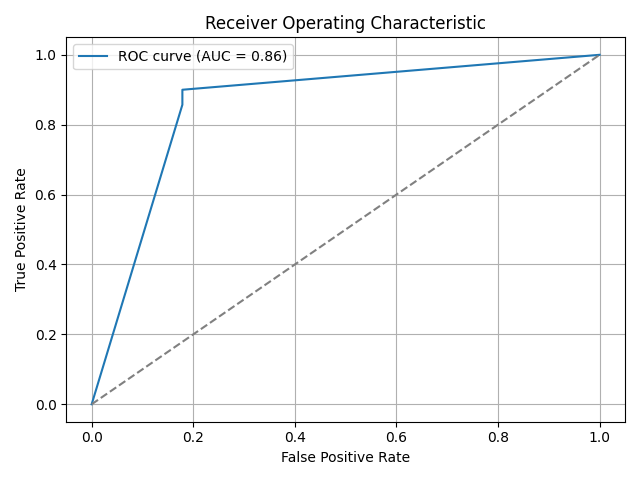 Receiver Operating Characteristic
ROC curve (AUC = 0.86)
1.0
0.8
0.6
0.4
0.2
0.0
True Positive Rate
0.0 0.2 0.4 0.6 0.8 1.0
False Positive Rate